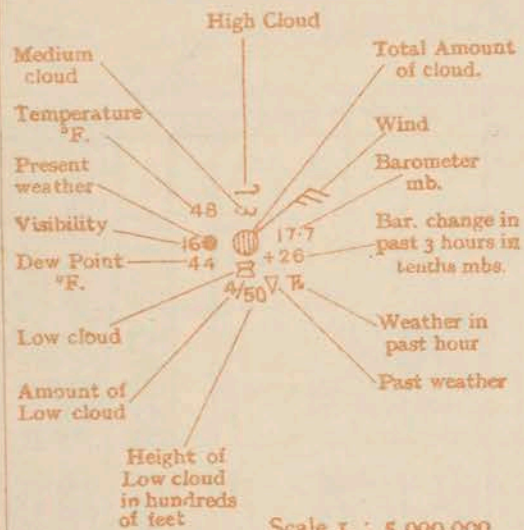 High Cloud
Medium
cloud
Total Amount
of cloud.
Temperature
°F.
Wind
Present
weather
Barometer
mb.
48
Visibility
16
17.7
Bar. change in
past 3 hours in
tenths mbs.
Dew Point
°F.
44
+26
4/50
Low cloud
Weather in
past hour
Amount of
Low cloud
Past weather
Height of
Low cloud
in hundreds
of feet
Scale 1 : 5,000,000